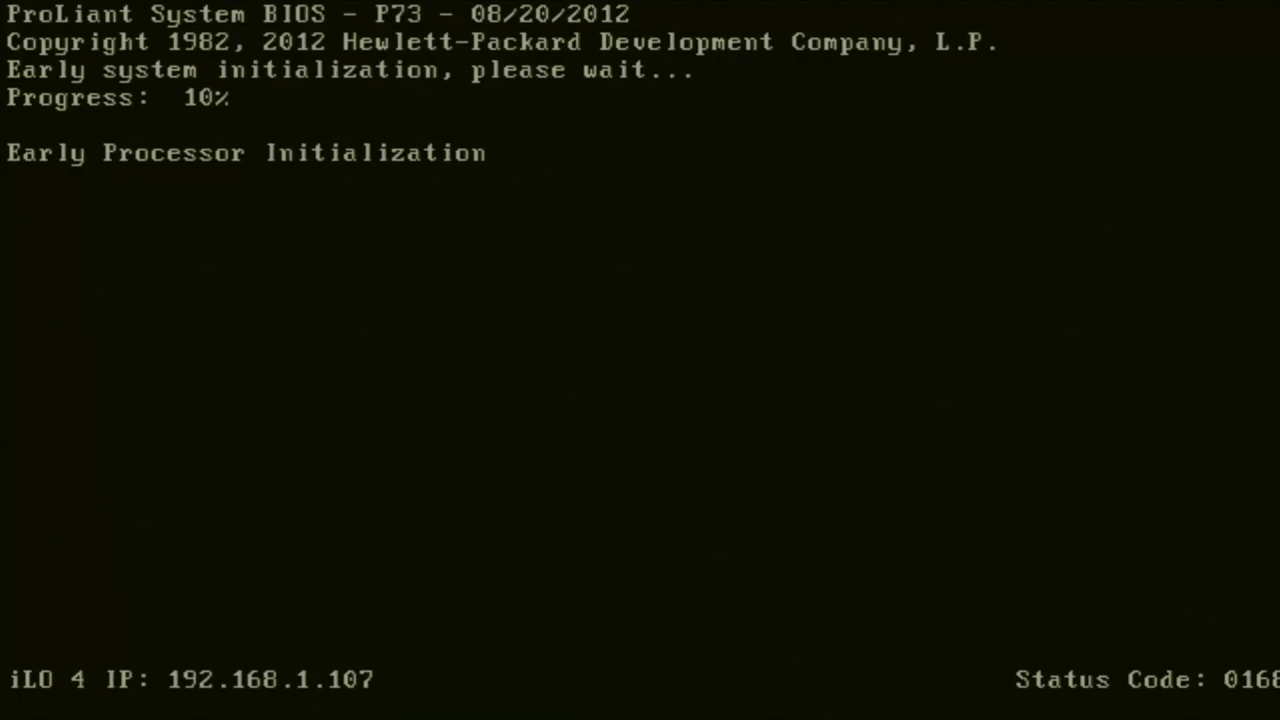 ProLiant System BIOS - P73 - 08/20/2012
Copyright 1982, 2012 Hewlett-Packard Development Company, L.P.
Early system initialization, please wait...
Progress: 10%
Early Processor Initialization
iLO 4 IP: 192.168.1.107
Status Code: 0168